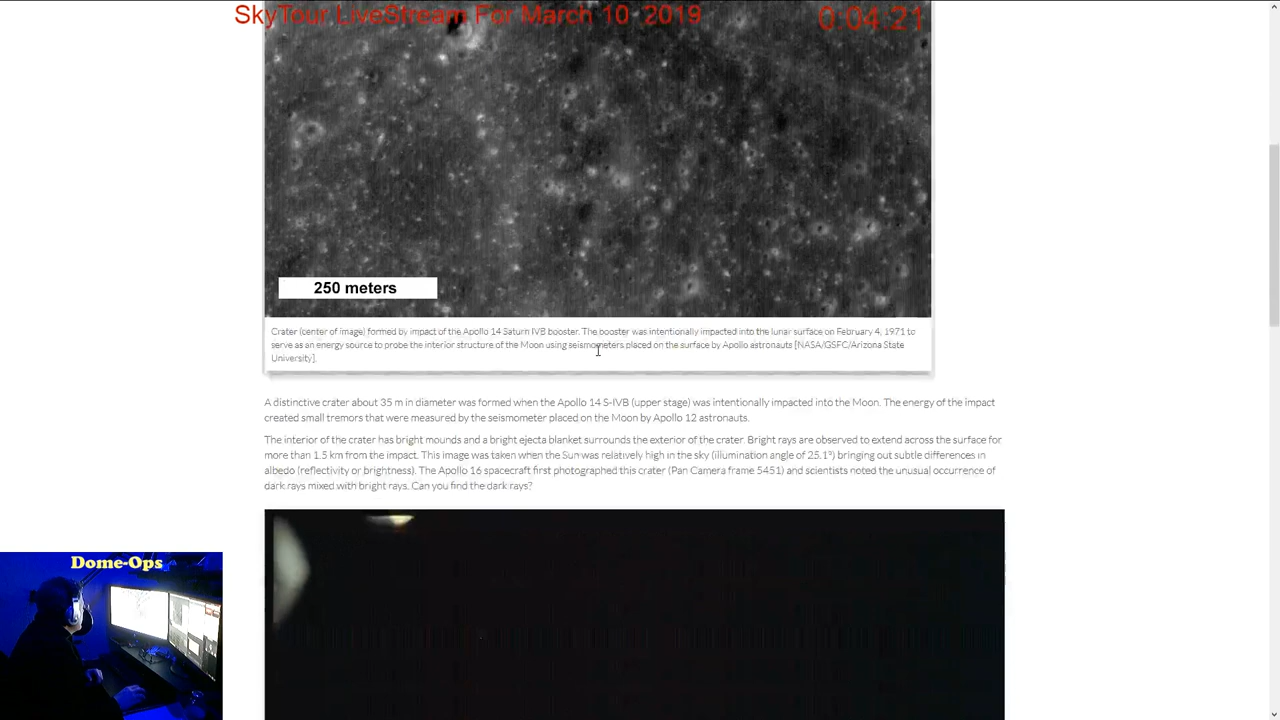 SkyTour LiveStream For March 10, 2019
0:04:21
250 meters
Crater (center of image) formed by impact of the Apollo 14 Saturn IVB booster. The booster was intentionally impacted into the lunar surface on February 4, 1971 to
serve as an energy source to probe the interior structure of the Moon using seismometers placed on the surface by Apollo astronauts [NASA/GSFC/Arizona State
University].
A distinctive crater about 35 m in diameter was formed when the Apollo 14 S-IVB (upper stage) was intentionally impacted into the Moon. The energy of the impact
created small tremors that were measured by the seismometer placed on the Moon by Apollo 12 astronauts.
The interior of the crater has bright mounds and a bright ejecta blanket surrounds the exterior of the crater. Bright rays are observed to extend across the surface for
more than 1.5 km from the impact. This image was taken when the Sun was relatively high in the sky (illumination angle of 25.1°) bringing out subtle differences in
albedo (reflectivity or brightness). The Apollo 16 spacecraft first photographed this crater (Pan Camera frame 5451) and scientists noted the unusual occurrence of
dark rays mixed with bright rays. Can you find the dark rays?
Dome-Ops